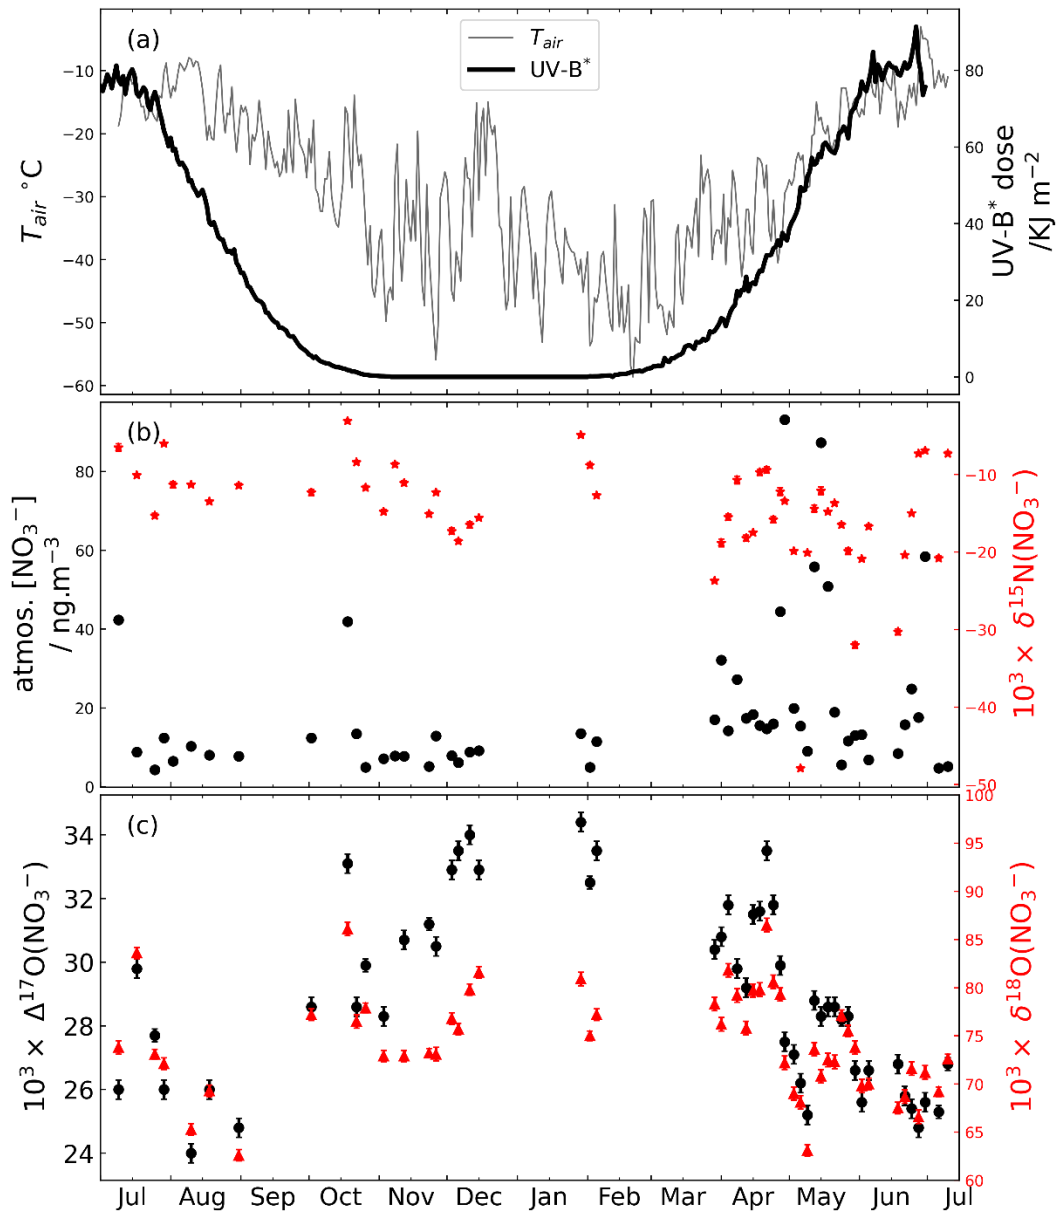 (a)
T_air
UV-B*
T_air °C
−10
−20
−30
−40
−50
−60
80
60
40
20
0
UV-B* dose
/KJ m⁻²
(b)
atmos. [NO₃⁻]
/ ng.m⁻³
80
60
40
20
0
−10
−20
−30
−40
−50
10³ × δ¹⁵N(NO₃⁻)
(c)
10³ × Δ¹⁷O(NO₃⁻)
34
32
30
28
26
24
100
95
90
85
80
75
70
65
60
10³ × δ¹⁸O(NO₃⁻)
Jul Aug Sep Oct Nov Dec Jan Feb Mar Apr May Jun Jul